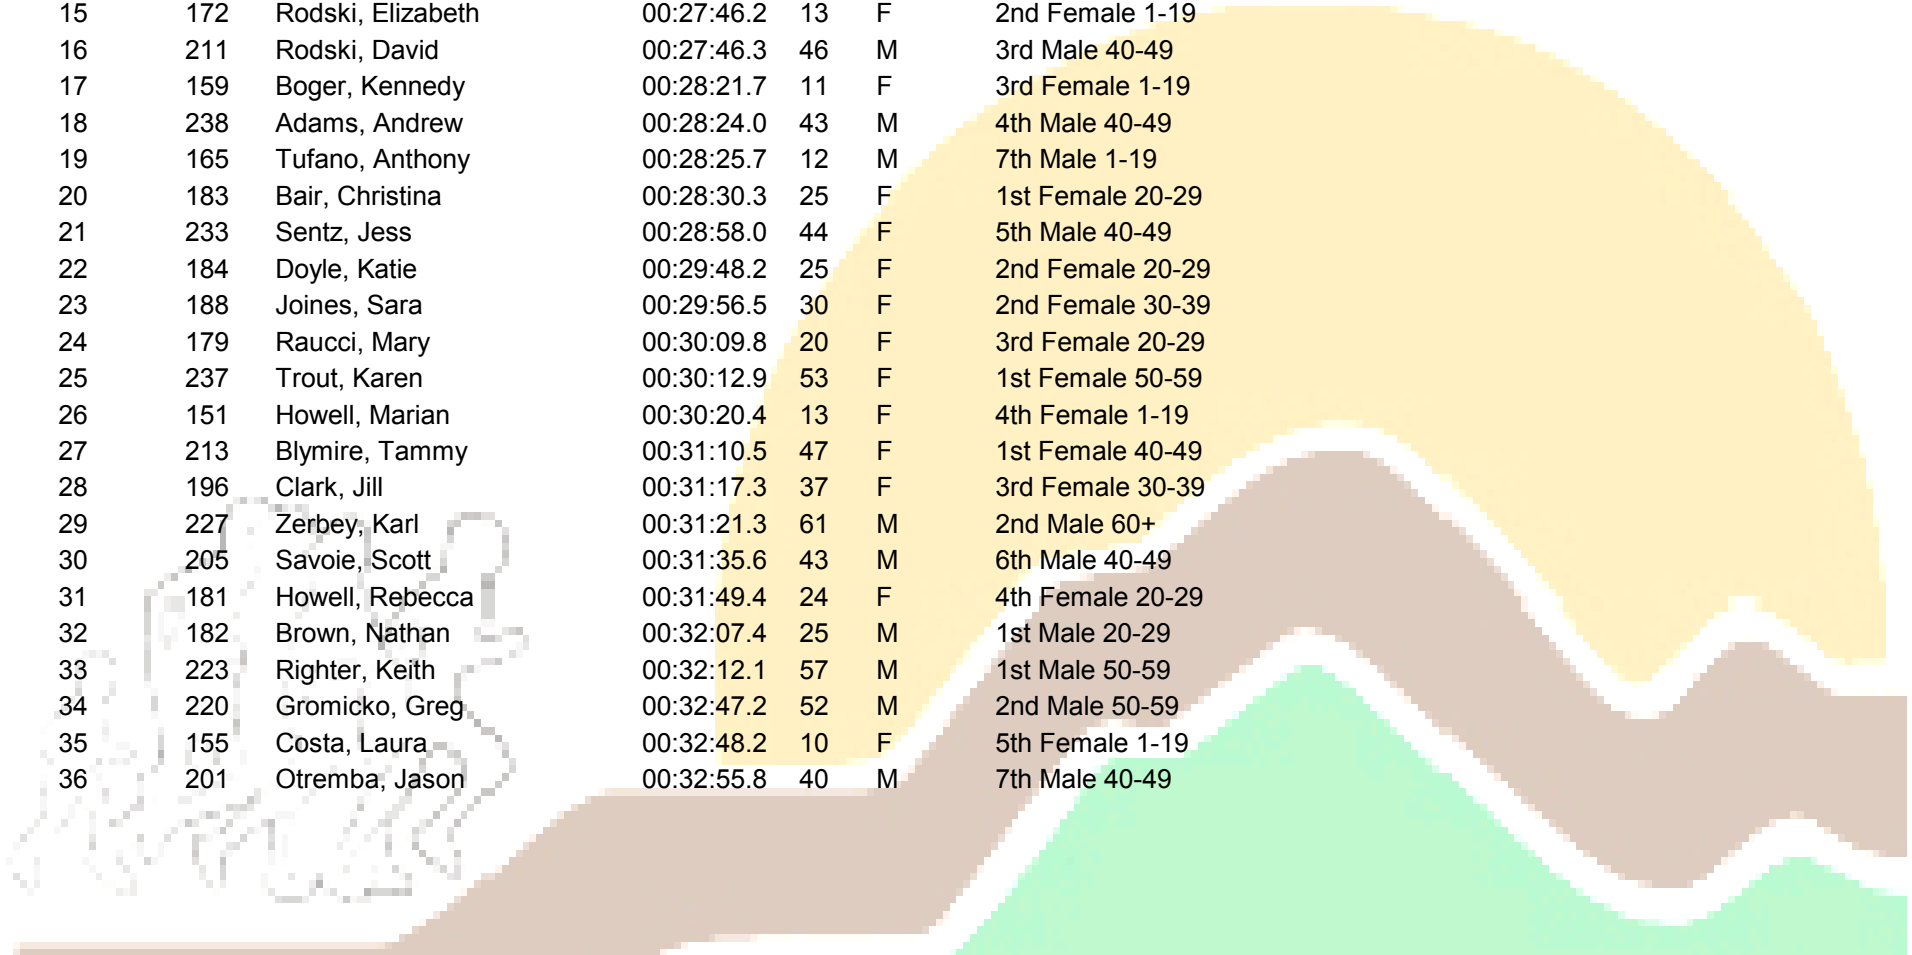 15 172 Rodski, Elizabeth 00:27:46.2 13 F 2nd Female 1-19
16 211 Rodski, David 00:27:46.3 46 M 3rd Male 40-49
17 159 Boger, Kennedy 00:28:21.7 11 F 3rd Female 1-19
18 238 Adams, Andrew 00:28:24.0 43 M 4th Male 40-49
19 165 Tufano, Anthony 00:28:25.7 12 M 7th Male 1-19
20 183 Bair, Christina 00:28:30.3 25 F 1st Female 20-29
21 233 Sentz, Jess 00:28:58.0 44 F 5th Male 40-49
22 184 Doyle, Katie 00:29:48.2 25 F 2nd Female 20-29
23 188 Joines, Sara 00:29:56.5 30 F 2nd Female 30-39
24 179 Raucci, Mary 00:30:09.8 20 F 3rd Female 20-29
25 237 Trout, Karen 00:30:12.9 53 F 1st Female 50-59
26 151 Howell, Marian 00:30:20.4 13 F 4th Female 1-19
27 213 Blymire, Tammy 00:31:10.5 47 F 1st Female 40-49
28 196 Clark, Jill 00:31:17.3 37 F 3rd Female 30-39
29 227 Zerbey, Karl 00:31:21.3 61 M 2nd Male 60+
30 205 Savoie, Scott 00:31:35.6 43 M 6th Male 40-49
31 181 Howell, Rebecca 00:31:49.4 24 F 4th Female 20-29
32 182 Brown, Nathan 00:32:07.4 25 M 1st Male 20-29
33 223 Righter, Keith 00:32:12.1 57 M 1st Male 50-59
34 220 Gromicko, Greg 00:32:47.2 52 M 2nd Male 50-59
35 155 Costa, Laura 00:32:48.2 10 F 5th Female 1-19
36 201 Otremba, Jason 00:32:55.8 40 M 7th Male 40-49